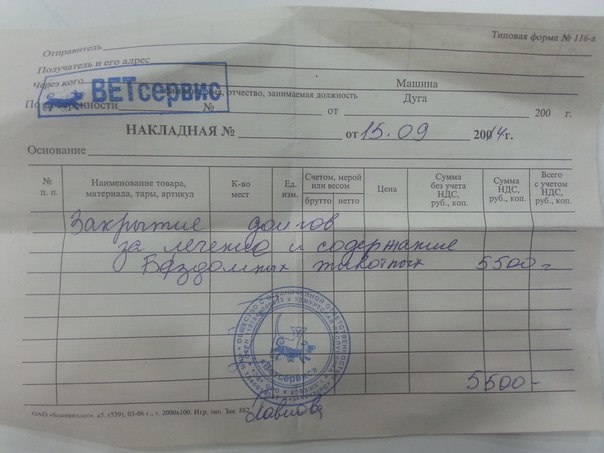 Типовая форма № 116-а
Отправитель
Получатель и его адрес
Через кого
ВЕТсервис
Машина
отчество, занимаемая должность
Дуга
№ от 200 г.
НАКЛАДНАЯ № от 15.09 2014г.
Основание
№ п. п.
Наименование товара, материала, тары, артикул
К-во мест
Ед. изм.
Счетом, мерой или весом
брутто нетто
Цена
Сумма без учета НДС, руб., коп.
Сумма НДС, руб., коп.
Всего с учетом НДС, руб., коп.
Закрытие долгов
за лечение и содержание
Бездомных животных 5500-
«Ветсервис»
5500-